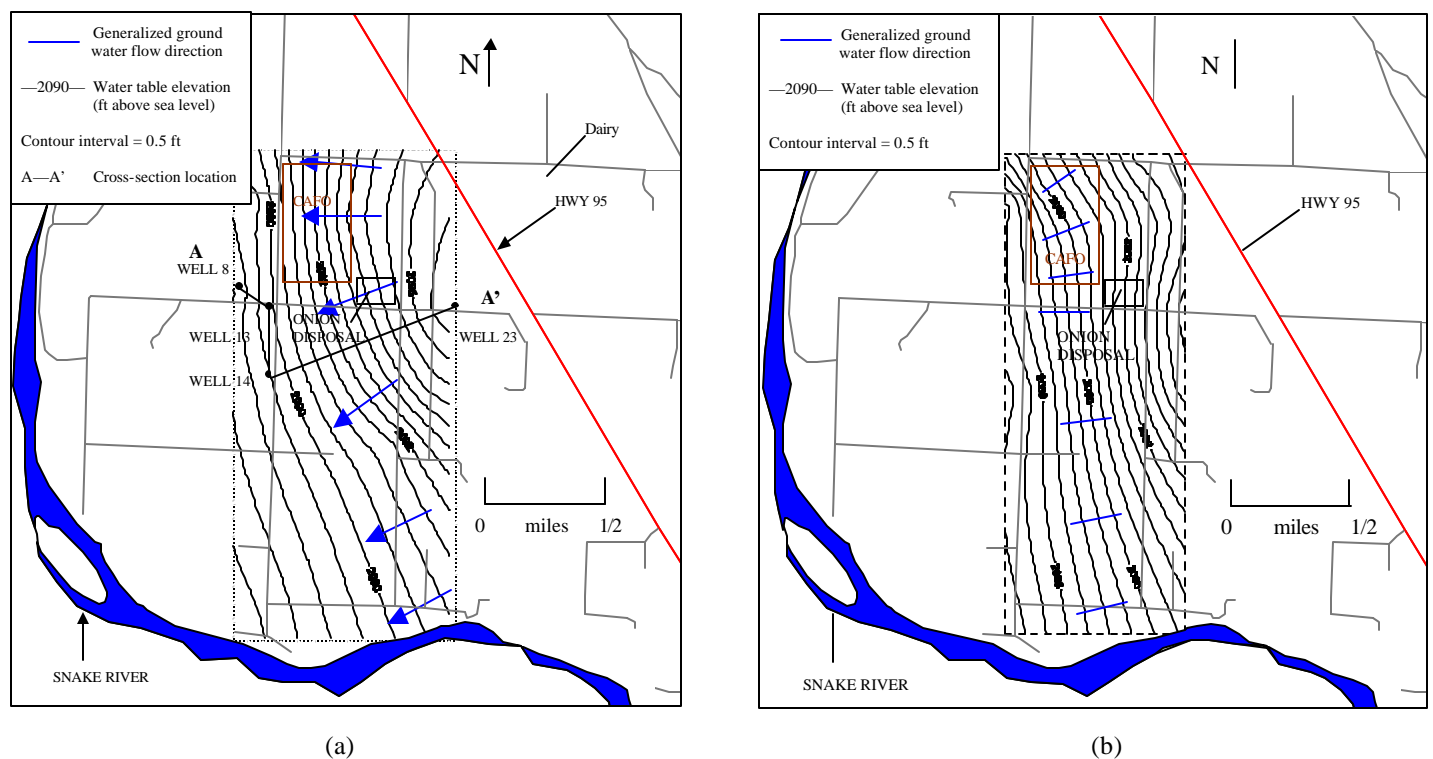 Generalized ground
water flow direction
—2090— Water table elevation
(ft above sea level)
Contour interval = 0.5 ft
A—A’ Cross-section location
N
Dairy
HWY 95
CAFO
A
WELL 8
A’
ONION
DISPOSAL
WELL 13
WELL 23
WELL 14
0 miles 1/2
SNAKE RIVER
(a)
Generalized ground
water flow direction
—2090— Water table elevation
(ft above sea level)
Contour interval = 0.5 ft
N
HWY 95
CAFO
ONION
DISPOSAL
0 miles 1/2
SNAKE RIVER
(b)